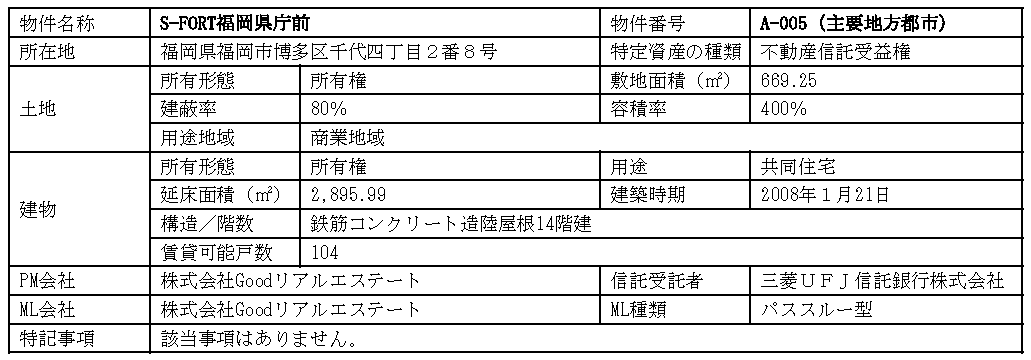 物件名称 S-FORT福岡県庁前 物件番号 A-005（主要地方都市）
所在地 福岡県福岡市博多区千代四丁目２番８号 特定資産の種類 不動産信託受益権
土地 所有形態 所有権 敷地面積（㎡） 669.25
建蔽率 80% 容積率 400%
用途地域 商業地域
建物 所有形態 所有権 用途 共同住宅
延床面積（㎡） 2,895.99 建築時期 2008年１月21日
構造／階数 鉄筋コンクリート造陸屋根14階建
賃貸可能戸数 104
PM会社 株式会社Goodリアルエステート 信託受託者 三菱ＵＦＪ信託銀行株式会社
ML会社 株式会社Goodリアルエステート ML種類 パススルー型
特記事項 該当事項はありません。